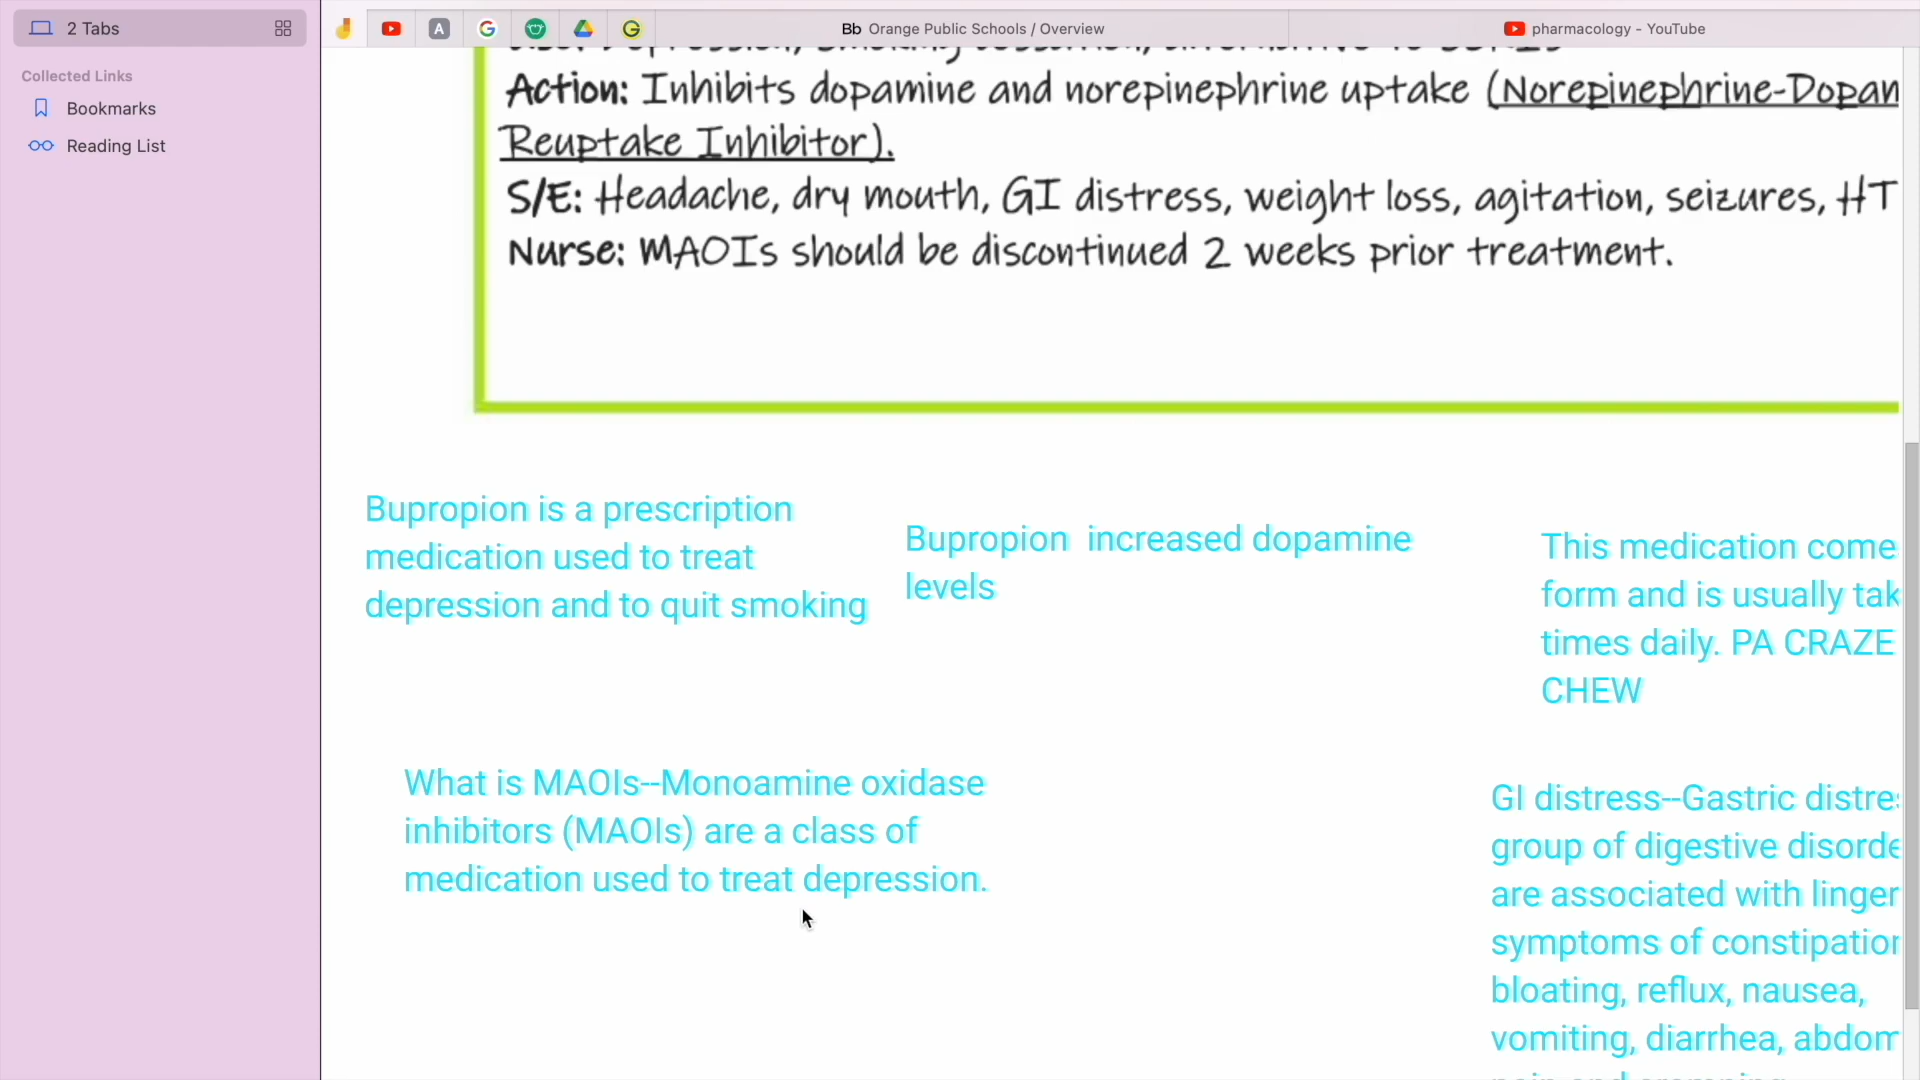 2 Tabs
Collected Links
Bookmarks
Reading List
Bb Orange Public Schools / Overview
pharmacology - YouTube
Action: Inhibits dopamine and norepinephrine uptake (Norepinephrine-Dopan
Reuptake Inhibitor).
S/E: Headache, dry mouth, GI distress, weight loss, agitation, seizures, HT
Nurse: MAOIs should be discontinued 2 weeks prior treatment.
Bupropion is a prescription
medication used to treat
depression and to quit smoking
Bupropion increased dopamine
levels
This medication come
form and is usually tak
times daily. PA CRAZE
CHEW
What is MAOIs--Monoamine oxidase
inhibitors (MAOIs) are a class of
medication used to treat depression.
GI distress--Gastric distre
group of digestive disorde
are associated with linger
symptoms of constipation
bloating, reflux, nausea,
vomiting, diarrhea, abdom